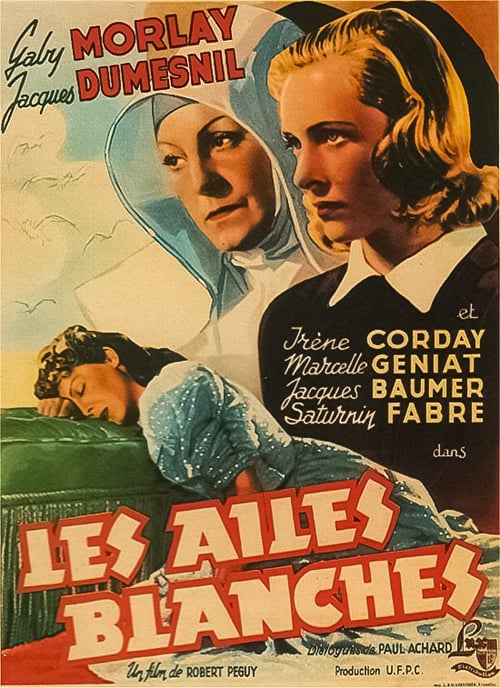 Gaby MORLAY
Jacques DUMESNIL
et
Irène CORDAY
Marcelle GENIAT
Jacques BAUMER
Saturnin FABRE
dans
LES AILES
BLANCHES
Dialogues de PAUL ACHARD
Un film de ROBERT PEGUY
Production U.F.P.C.